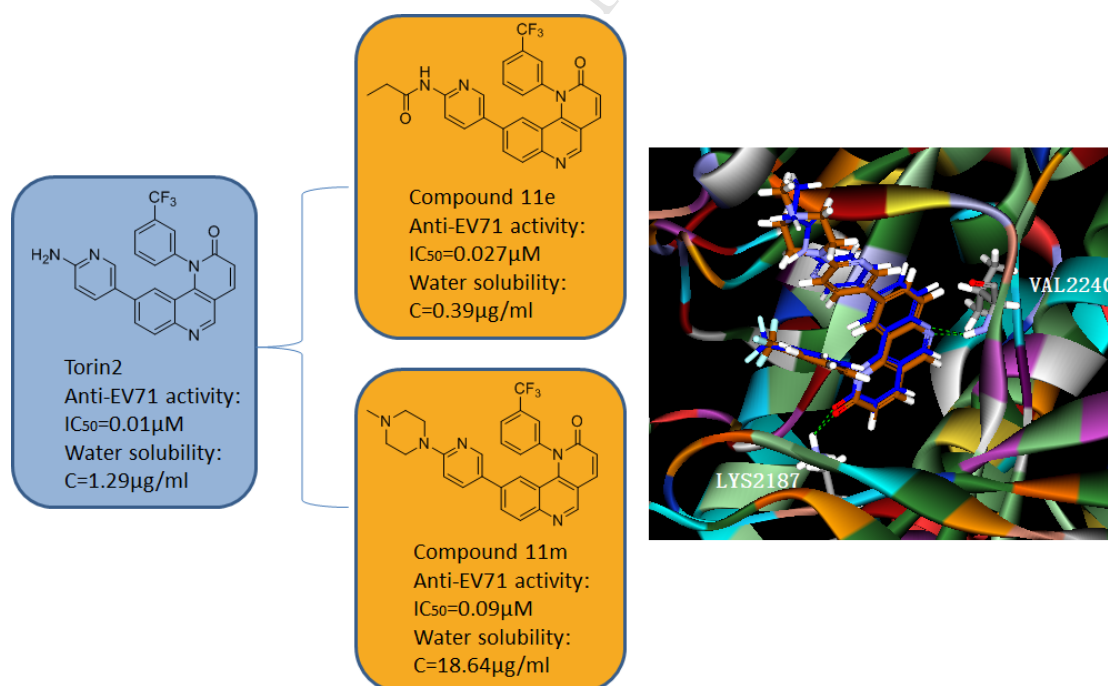 CF3
O
N
N
H2N
N
Torin2
Anti-EV71 activity:
IC50=0.01μM
Water solubility:
C=1.29μg/ml
CF3
O
H
N
N
N
O
N
Compound 11e
Anti-EV71 activity:
IC50=0.027μM
Water solubility:
C=0.39μg/ml
CF3
O
N
N
N
N
N
Compound 11m
Anti-EV71 activity:
IC50=0.09μM
Water solubility:
C=18.64μg/ml
VAL2240
LYS2187